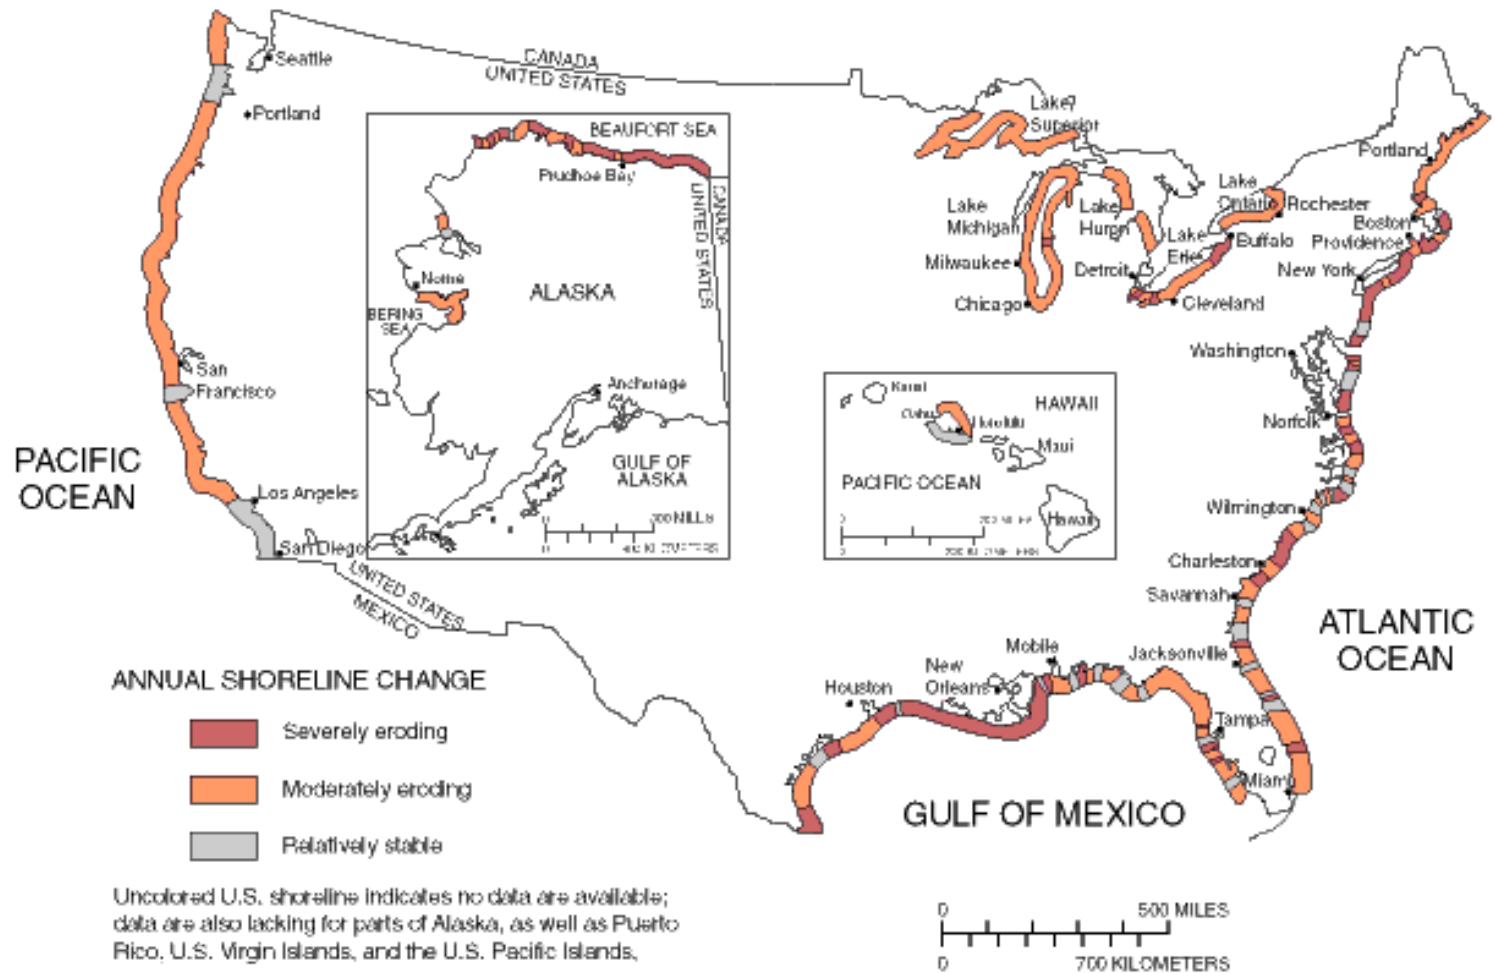 Seattle
Portland
CANADA
UNITED STATES
BEAUFORT SEA
Prudhoe Bay
CANADA
UNITED STATES
Nome
ALASKA
BERING
SEA
Anchorage
GULF OF
ALASKA
300 MILES
0
0
Lake
Superior
Lake
Michigan
Lake
Huron
Lake
Ontario
Rochester
Lake
Erie
Buffalo
Milwaukee
Detroit
Chicago
Cleveland
Portland
Boston
Providence
New York
Washington
Norfolk
Wilmington
Charleston
Savannah
Jacksonville
Kauai
Oahu
Honolulu
HAWAII
Maui
PACIFIC OCEAN
Hawaii
0
0
San
Francisco
PACIFIC
OCEAN
Los Angeles
San Diego
UNITED STATES
MEXICO
ATLANTIC
OCEAN
Mobile
New
Orleans
Houston
Tampa
Miami
GULF OF MEXICO
ANNUAL SHORELINE CHANGE
Severely eroding
Moderately eroding
Relatively stable
Uncolored U.S. shoreline indicates no data are available;
data are also lacking for parts of Alaska, as well as Puerto
Rico, U.S. Virgin Islands, and the U.S. Pacific Islands,
0 500 MILES
0 700 KILOMETERS